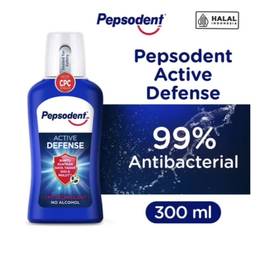 Pepsodent
HALAL
INDONESIA
Pepsodent
Active
Defense
99%
Antibacterial
300 ml
CPC
Pepsodent
ACTIVE
DEFENSE
NO ALCOHOL